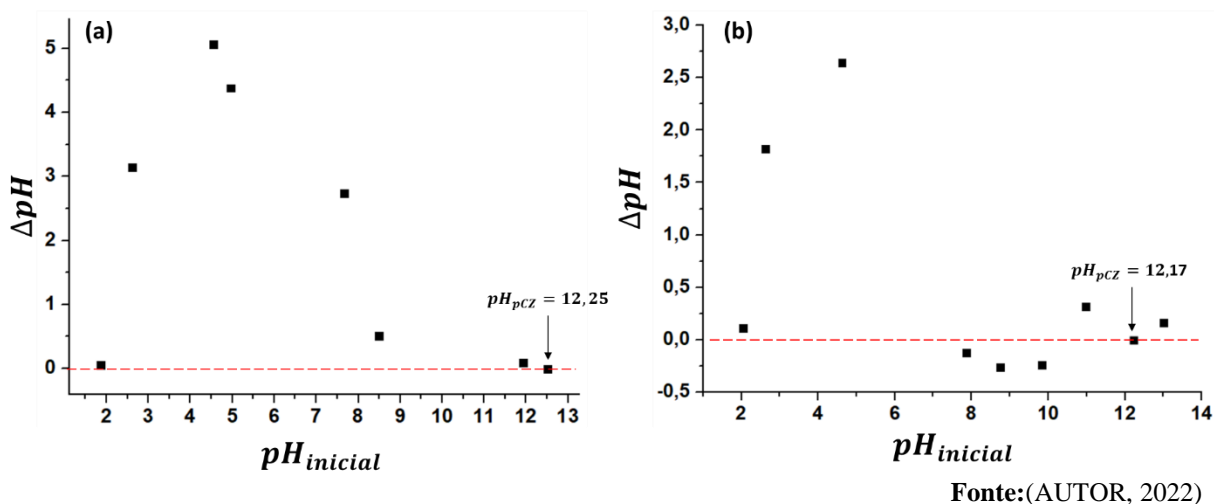 (a)
5
4
3
2
1
0
ΔpH
pH_pCZ = 12,25
2 3 4 5 6 7 8 9 10 11 12 13
pH_inicial
(b)
3,0
2,5
2,0
1,5
1,0
0,5
0,0
-0,5
ΔpH
pH_pCZ = 12,17
2 4 6 8 10 12 14
pH_inicial
Fonte:(AUTOR, 2022)